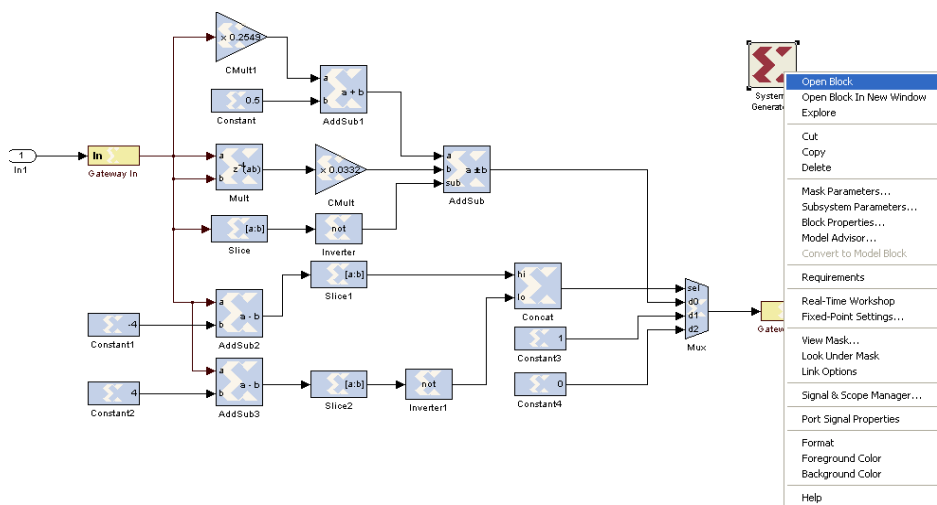 x 0.2549
CMult1
0.5
Constant
a
b
a + b
AddSub1
1
In1
In
Gateway In
a
b
z (ab)
Mult
x 0.0332
CMult
a
b
sub
a ± b
AddSub
[a:b]
Slice
not
Inverter
[a:b]
Slice1
hi
lo
Concat
-4
Constant1
a
b
a - b
AddSub2
4
Constant2
a
b
a - b
AddSub3
[a:b]
Slice2
not
Inverter1
1
Constant3
0
Constant4
sel
d0
d1
d2
Mux
Gatew
System
Generat
Open Block
Open Block In New Window
Explore
Cut
Copy
Delete
Mask Parameters...
Subsystem Parameters...
Block Properties...
Model Advisor...
Convert to Model Block
Requirements
Real-Time Workshop
Fixed-Point Settings...
View Mask...
Look Under Mask
Link Options
Signal & Scope Manager...
Port Signal Properties
Format
Foreground Color
Background Color
Help